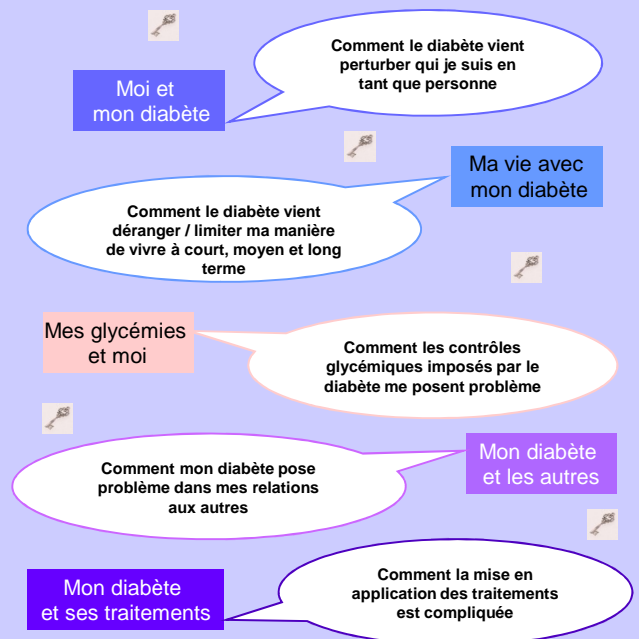 Comment le diabète vient
perturber qui je suis en
tant que personne
Moi et
mon diabète
Ma vie avec
mon diabète
Comment le diabète vient
déranger / limiter ma manière
de vivre à court, moyen et long
terme
Mes glycémies
et moi
Comment les contrôles
glycémiques imposés par le
diabète me posent problème
Mon diabète
et les autres
Comment mon diabète pose
problème dans mes relations
aux autres
Comment la mise en
application des traitements
est compliquée
Mon diabète
et ses traitements